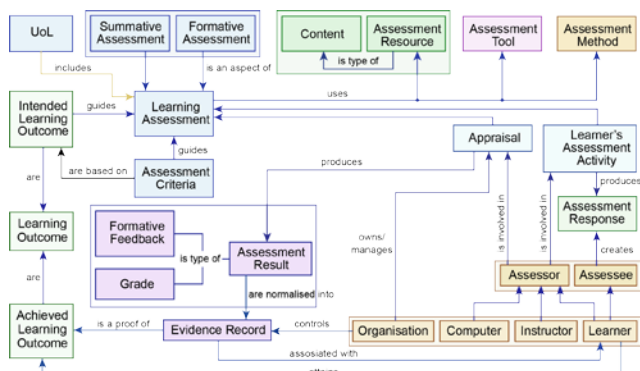 UoL
Summative
Assessment
Formative
Assessment
Content
Assessment
Resource
is type of
Assessment
Tool
Assessment
Method
includes
is an aspect of
uses
Intended
Learning
Outcome
guides
Learning
Assessment
guides
are based on
Assessment
Criteria
Appraisal
Learner's
Assessment
Activity
produces
produces
are
Assessment
Response
Learning
Outcome
Formative
Feedback
is type of
Assessment
Result
Grade
owns/
manages
is involved in
is involved in
creates
Assessor
Assessee
are
are normalised into
Achieved
Learning
Outcome
is a proof of
Evidence Record
controls
Organisation
Computer
Instructor
Learner
assosiated with